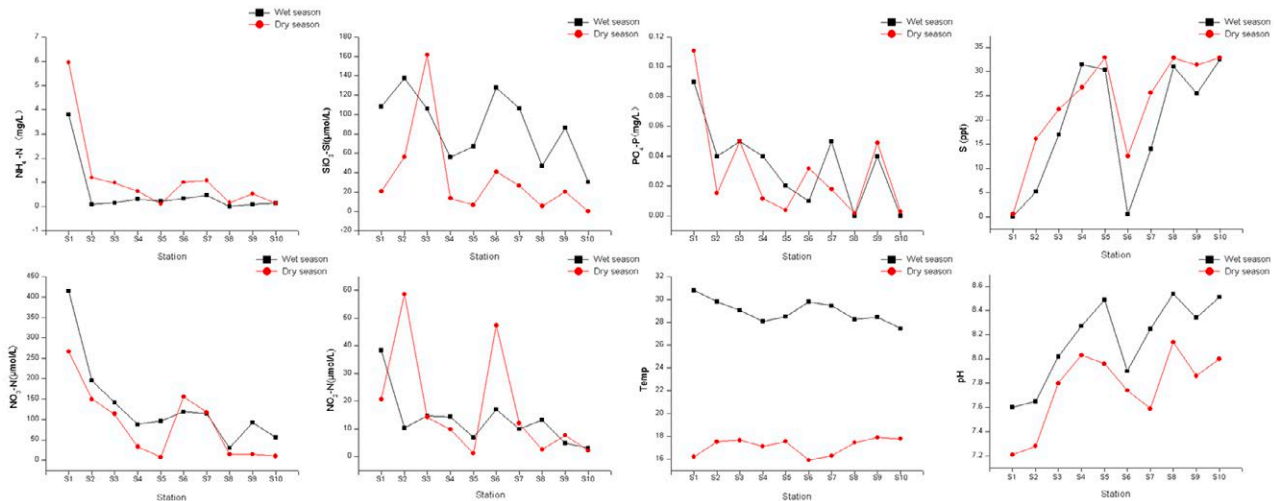 Wet season
Dry season
7
6
5
4
3
2
1
0
-1
NH4-N (mg/L)
S1 S2 S3 S4 S5 S6 S7 S8 S9 S10
Station
Wet season
Dry season
180
160
140
120
100
80
60
40
20
0
-20
SiO3-Si(μmol/L)
S1 S2 S3 S4 S5 S6 S7 S8 S9 S10
Station
Wet season
Dry season
0.12
0.10
0.08
0.06
0.04
0.02
0.00
PO4-P(mg/L)
S1 S2 S3 S4 S5 S6 S7 S8 S9 S10
Station
Wet season
Dry season
35
30
25
20
15
10
5
0
S (ppt)
S1 S2 S3 S4 S5 S6 S7 S8 S9 S10
Station
Wet season
Dry season
450
400
350
300
250
200
150
100
50
0
NO3-N(μmol/L)
S1 S2 S3 S4 S5 S6 S7 S8 S9 S10
Station
Wet season
Dry season
60
50
40
30
20
10
0
NO2-N(μmol/L)
S1 S2 S3 S4 S5 S6 S7 S8 S9 S10
Station
Wet season
Dry season
32
30
28
26
24
22
20
18
16
Temp
S1 S2 S3 S4 S5 S6 S7 S8 S9 S10
Station
Wet season
Dry season
8.6
8.4
8.2
8.0
7.8
7.6
7.4
7.2
pH
S1 S2 S3 S4 S5 S6 S7 S8 S9 S10
Station